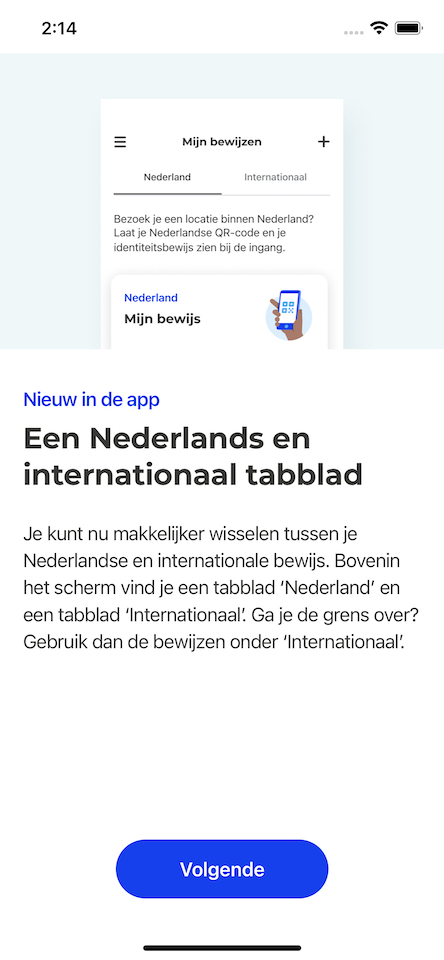 2:14
Mijn bewijzen
Nederland
Internationaal
Bezoek je een locatie binnen Nederland?
Laat je Nederlandse QR-code en je
identiteitsbewijs zien bij de ingang.
Nederland
Mijn bewijs
Nieuw in de app
Een Nederlands en
internationaal tabblad
Je kunt nu makkelijker wisselen tussen je
Nederlandse en internationale bewijs. Bovenin
het scherm vind je een tabblad ‘Nederland’ en
een tabblad ‘Internationaal’. Ga je de grens over?
Gebruik dan de bewijzen onder ‘Internationaal’.
Volgende